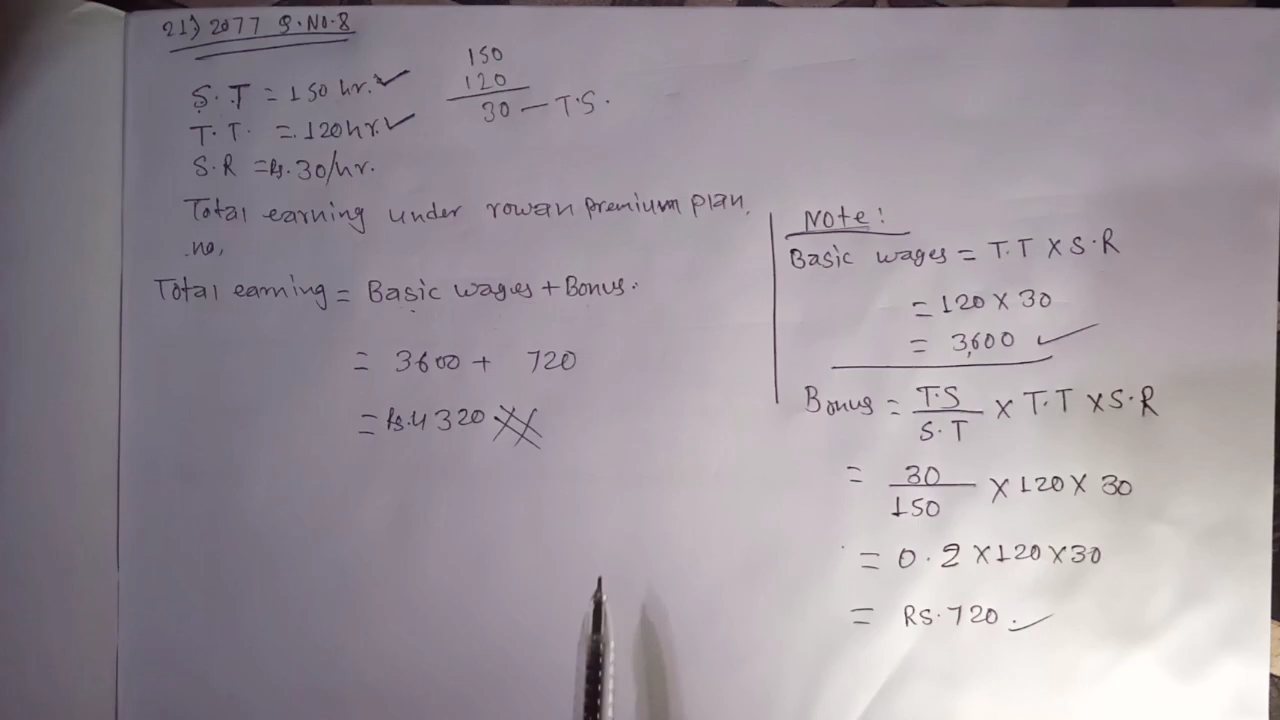 21) 2077 Q.No.8
S.T = 150 hr.
T.T. = 120hr.
S.R = Rs.30/hr.
150
120
30 — T.S.
Total earning under rowan premium plan.
Total earning = Basic wages + Bonus.
= 3600 + 720
= Rs.4320
Note:
Basic wages = T.T X S.R
= 120 X 30
= 3,600
Bonus = T.S / S.T X T.T X S.R
= 30 / 150 X 120 X 30
= 0.2 X 120 X 30
= RS.720.